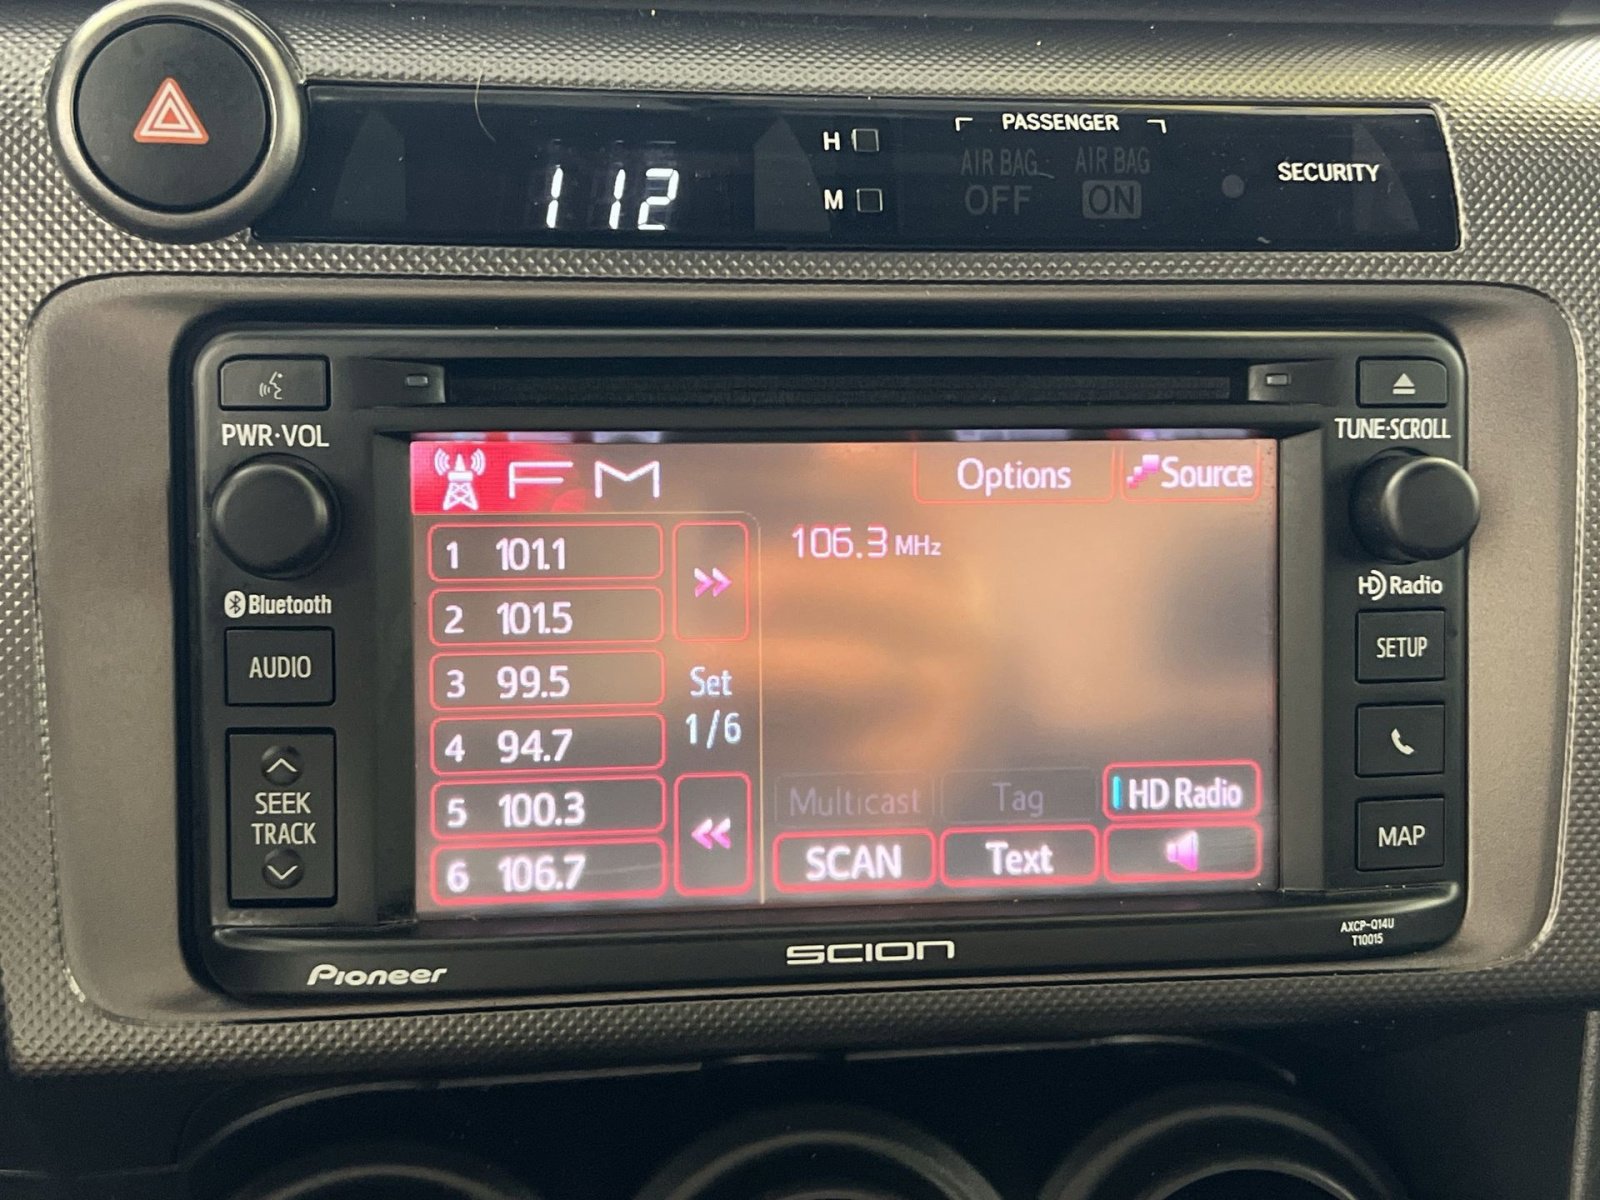 1 12
H
M
PASSENGER
AIR BAG OFF
AIR BAG ON
SECURITY
PWR·VOL
TUNE·SCROLL
FM
Options
Source
1 101.1
2 101.5
3 99.5
4 94.7
5 100.3
6 106.7
Set
1/6
106.3 MHz
Multicast
Tag
HD Radio
SCAN
Text
Bluetooth
AUDIO
SEEK
TRACK
HD Radio
SETUP
MAP
AXCP-Q14U
T10015
Pioneer
SCION